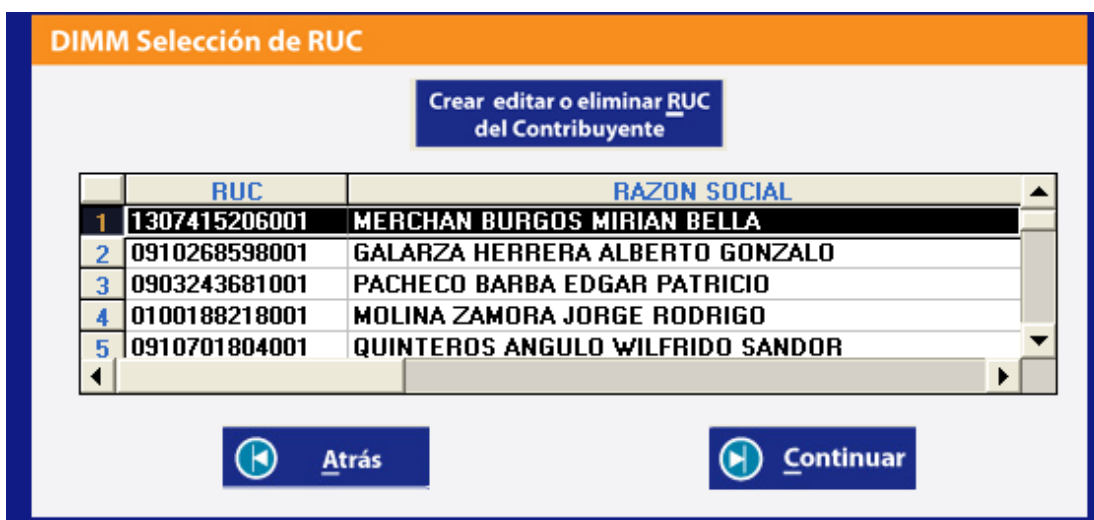 DIMM Selección de RUC
Crear editar o eliminar RUC
del Contribuyente
RUC RAZON SOCIAL
1 1307415206001 MERCHAN BURGOS MIRIAN BELLA
2 0910268598001 GALARZA HERRERA ALBERTO GONZALO
3 0903243681001 PACHECO BARBA EDGAR PATRICIO
4 0100188218001 MOLINA ZAMORA JORGE RODRIGO
5 0910701804001 QUINTEROS ANGULO WILFRIDO SANDOR
Atrás Continuar